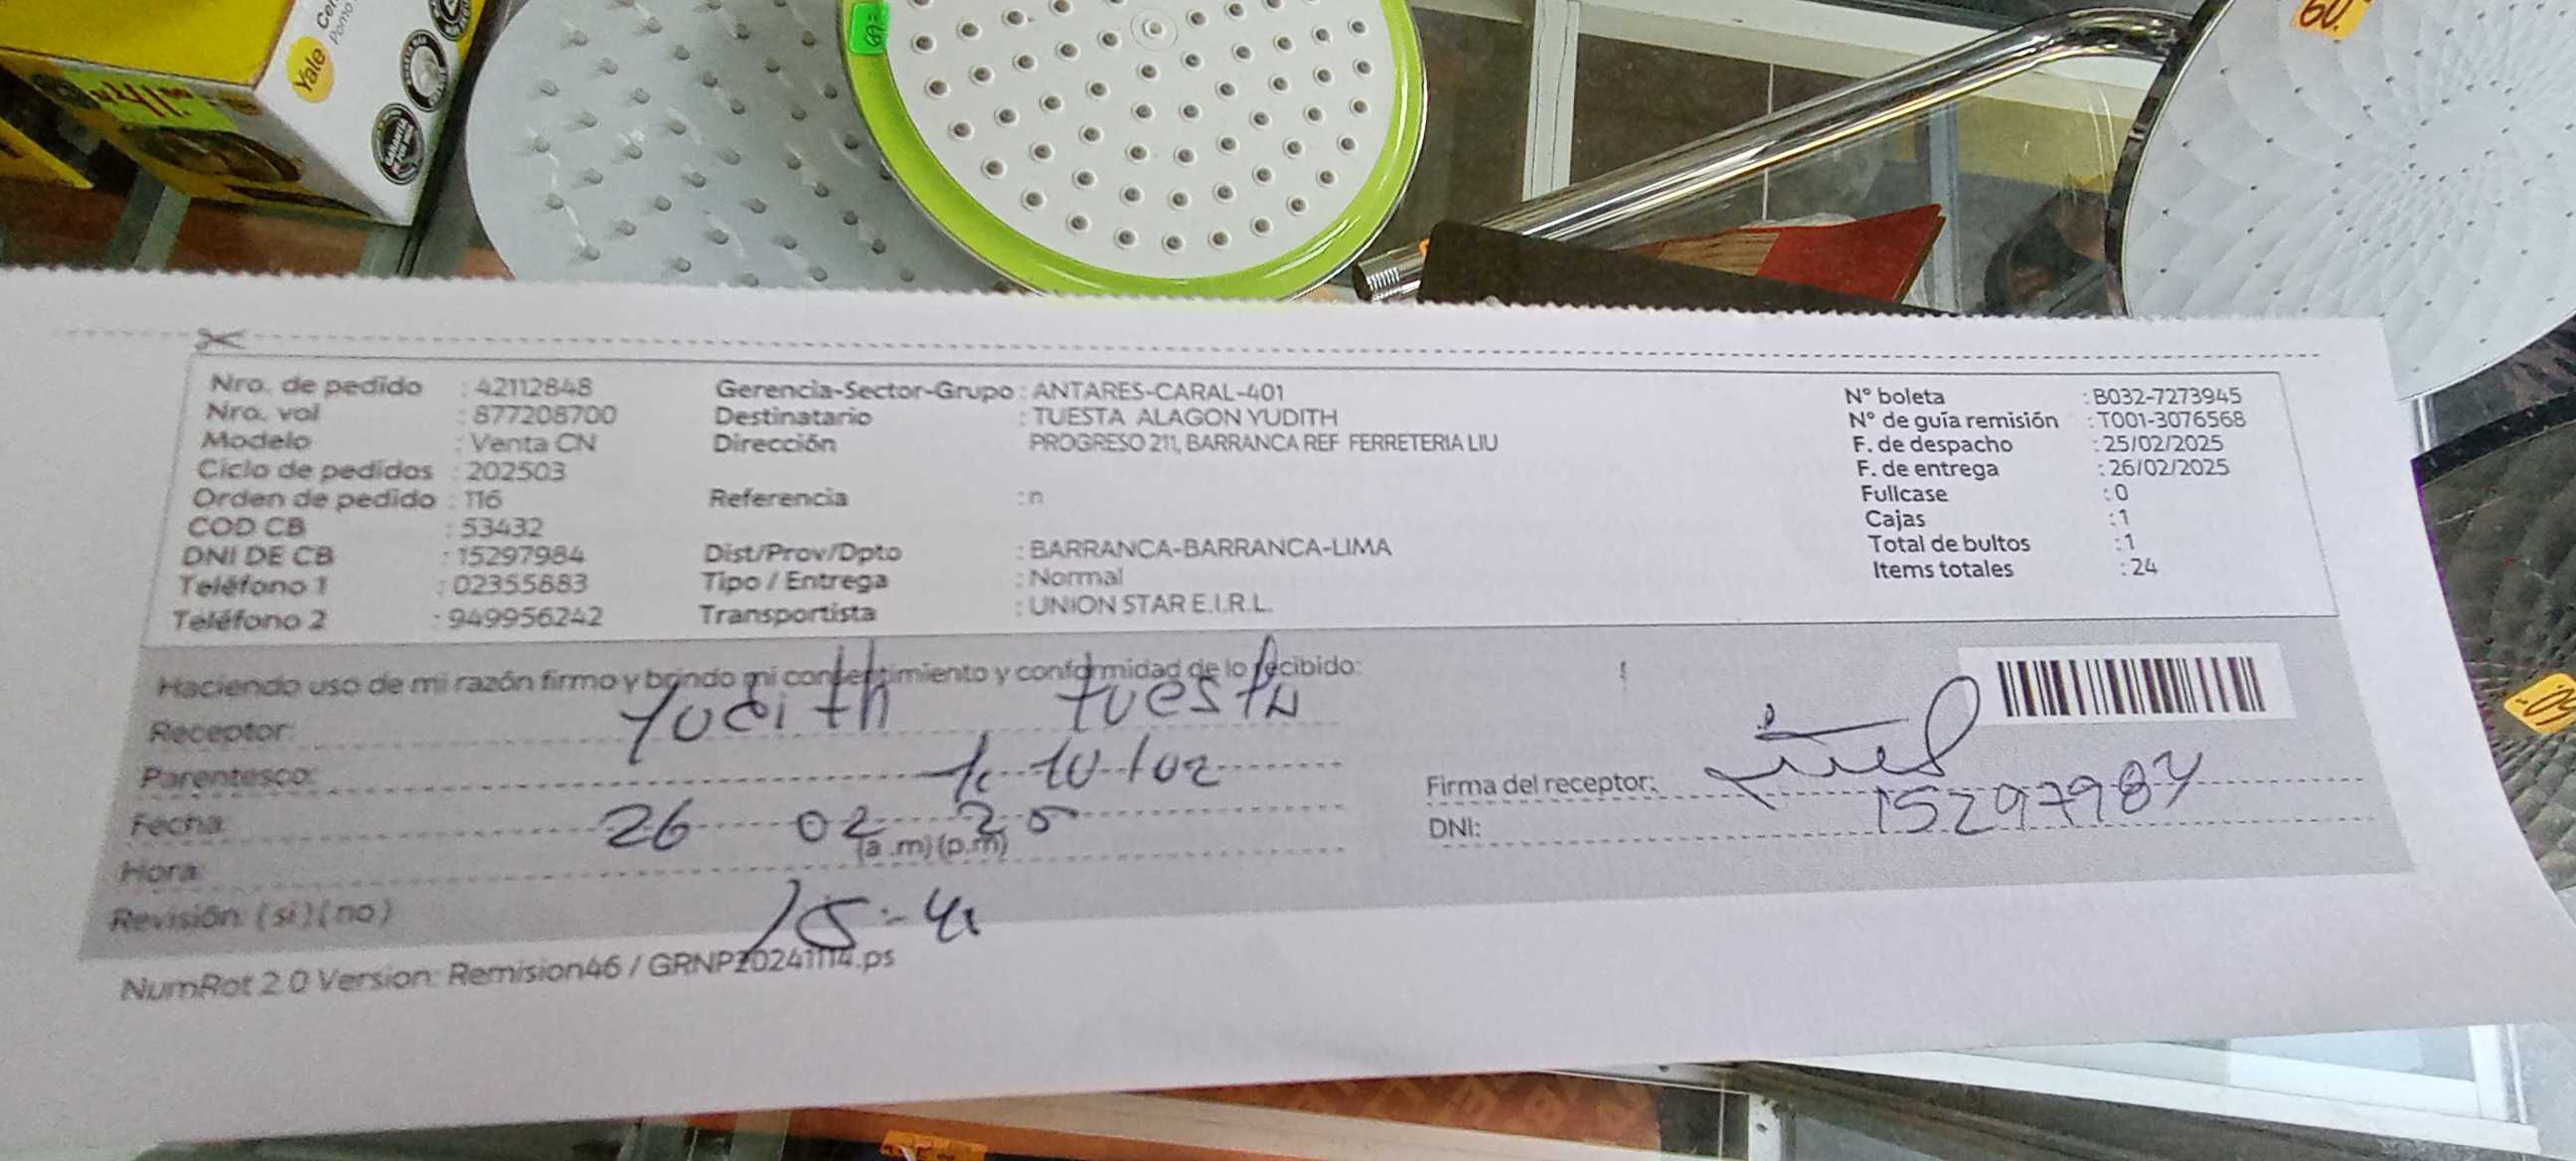 Yale
60.
Nro. de pedido : 42112848
Nro. val : 877208700
Modelo : Venta CN
Ciclo de pedidos : 202503
Orden de pedido : 116
COD CB : 53432
DNI DE CB : 15297984
Teléfono 1 : 02355883
Teléfono 2 : 949956242
Gerencia-Sector-Grupo : ANTARES-CARAL-401
Destinatario : TUESTA ALAGON YUDITH
Dirección PROGRESO 211, BARRANCA REF FERRETERIA LIU
Referencia : n
Dist/Prov/Dpto : BARRANCA-BARRANCA-LIMA
Tipo / Entrega : Normal
Transportista : UNION STAR E.I.R.L.
N° boleta : B032-7273945
N° de guía remisión : T001-3076568
F. de despacho : 25/02/2025
F. de entrega : 26/02/2025
Fullcase : 0
Cajas : 1
Total de bultos : 1
Items totales : 24
Haciendo uso de mi razón firmo y brindo mi consentimiento y conformidad de lo recibido:
Receptor: Yudith tuesta
Parentesco:
Fecha: 26 02 25
(a.m) (p.m)
Hora:
Revisión: (si) (no)
Firma del receptor:
DNI: 15297984
NumRot 2.0 Version: Remision46 / GRNP20241114.ps